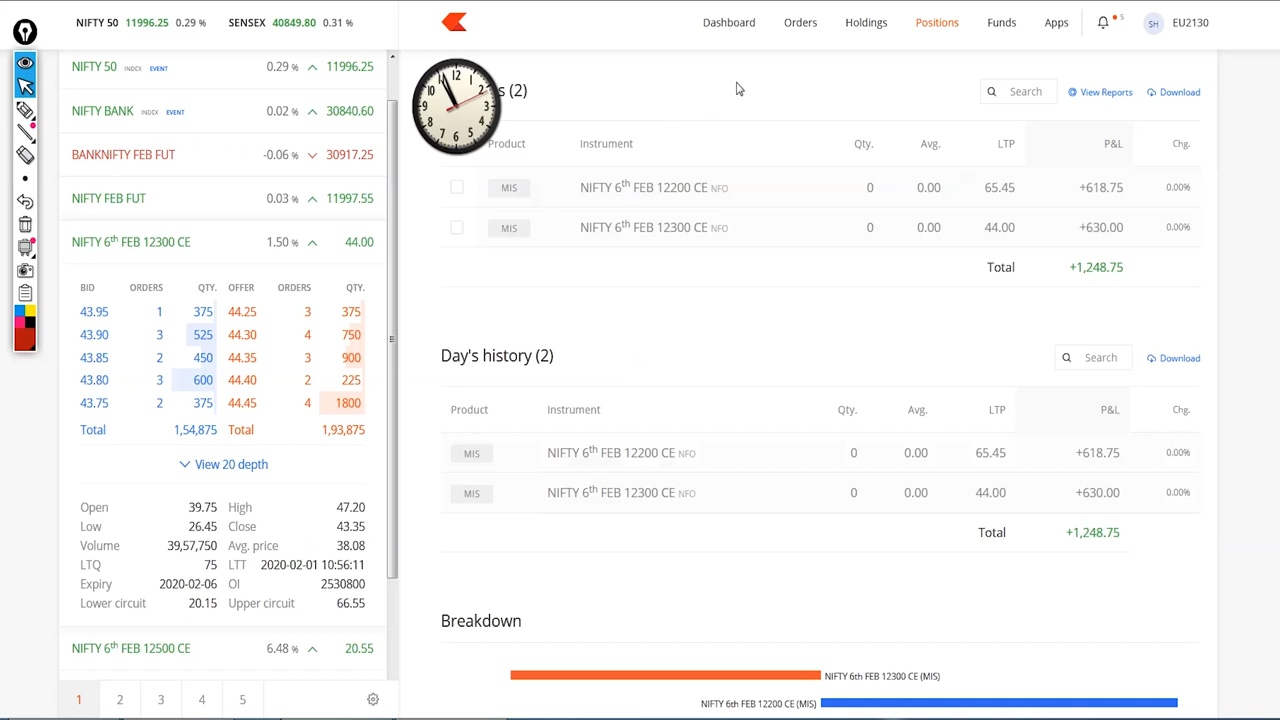 NIFTY 50 11996.25 0.29 % SENSEX 40849.80 0.31 %
Dashboard Orders Holdings Positions Funds Apps 5 SH EU2130
NIFTY 50 INDEX EVENT 0.29 % 11996.25
NIFTY BANK INDEX EVENT 0.02 % 30840.60
BANKNIFTY FEB FUT -0.06 % 30917.25
NIFTY FEB FUT 0.03 % 11997.55
NIFTY 6th FEB 12300 CE 1.50 % 44.00
BID ORDERS QTY. OFFER ORDERS QTY.
43.95 1 375 44.25 3 375
43.90 3 525 44.30 4 750
43.85 2 450 44.35 3 900
43.80 3 600 44.40 2 225
43.75 2 375 44.45 4 1800
Total 1,54,875 Total 1,93,875
View 20 depth
Open 39.75 High 47.20
Low 26.45 Close 43.35
Volume 39,57,750 Avg. price 38.08
LTQ 75 LTT 2020-02-01 10:56:11
Expiry 2020-02-06 OI 2530800
Lower circuit 20.15 Upper circuit 66.55
NIFTY 6th FEB 12500 CE 6.48 % 20.55
1 2 3 4 5
12 1 2 3 4 5 6 7 8 9 10 11
s (2) Search View Reports Download
Product Instrument Qty. Avg. LTP P&L Chg.
MIS NIFTY 6th FEB 12200 CE NFO 0 0.00 65.45 +618.75 0.00%
MIS NIFTY 6th FEB 12300 CE NFO 0 0.00 44.00 +630.00 0.00%
Total +1,248.75
Day's history (2) Search Download
Product Instrument Qty. Avg. LTP P&L Chg.
MIS NIFTY 6th FEB 12200 CE NFO 0 0.00 65.45 +618.75 0.00%
MIS NIFTY 6th FEB 12300 CE NFO 0 0.00 44.00 +630.00 0.00%
Total +1,248.75
Breakdown
NIFTY 6th FEB 12300 CE (MIS)
NIFTY 6th FEB 12200 CE (MIS)